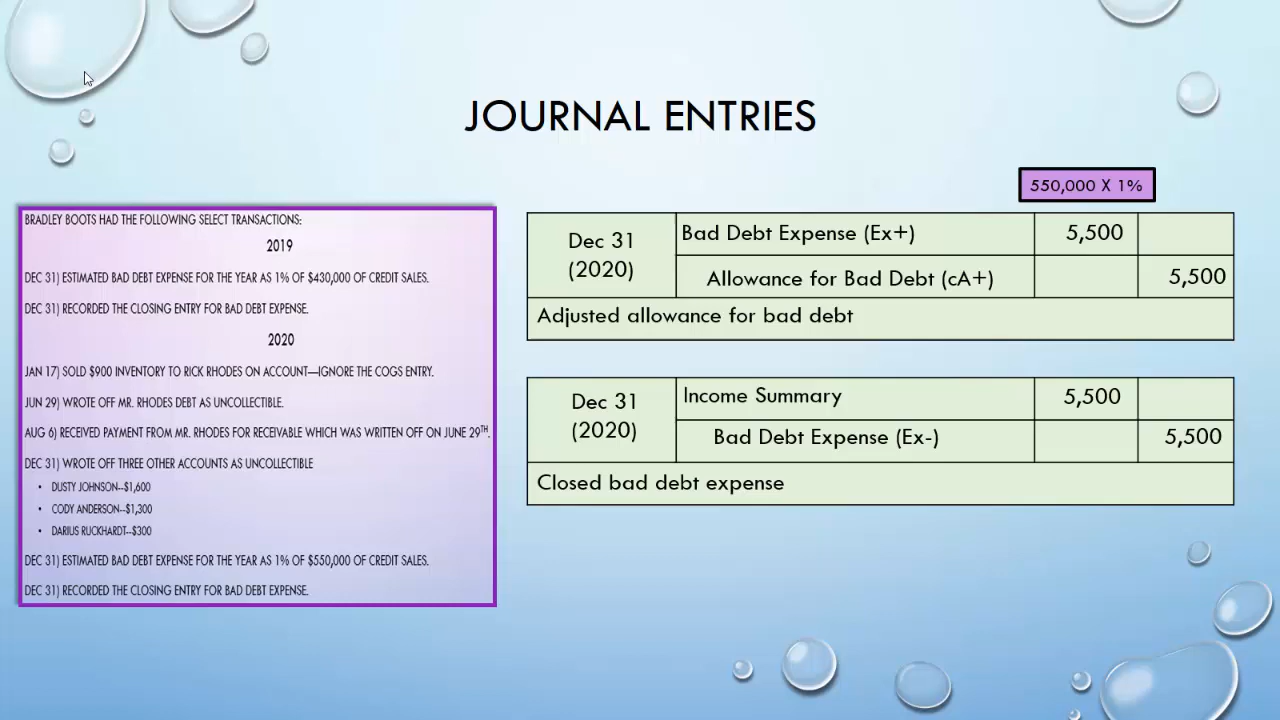 JOURNAL ENTRIES
BRADLEY BOOTS HAD THE FOLLOWING SELECT TRANSACTIONS:
2019
DEC 31) ESTIMATED BAD DEBT EXPENSE FOR THE YEAR AS 1% OF $430,000 OF CREDIT SALES.
DEC 31) RECORDED THE CLOSING ENTRY FOR BAD DEBT EXPENSE.
2020
JAN 17) SOLD $900 INVENTORY TO RICK RHODES ON ACCOUNT—IGNORE THE COGS ENTRY.
JUN 29) WROTE OFF MR. RHODES DEBT AS UNCOLLECTIBLE.
AUG 6) RECEIVED PAYMENT FROM MR. RHODES FOR RECEIVABLE WHICH WAS WRITTEN OFF ON JUNE 29TH.
DEC 31) WROTE OFF THREE OTHER ACCOUNTS AS UNCOLLECTIBLE
• DUSTY JOHNSON--$1,600
• CODY ANDERSON--$1,300
• DARIUS RUCKHARDT--$300
DEC 31) ESTIMATED BAD DEBT EXPENSE FOR THE YEAR AS 1% OF $550,000 OF CREDIT SALES.
DEC 31) RECORDED THE CLOSING ENTRY FOR BAD DEBT EXPENSE.
550,000 X 1%
Dec 31
(2020)
Bad Debt Expense (Ex+) 5,500
Allowance for Bad Debt (cA+) 5,500
Adjusted allowance for bad debt
Dec 31
(2020)
Income Summary 5,500
Bad Debt Expense (Ex-) 5,500
Closed bad debt expense